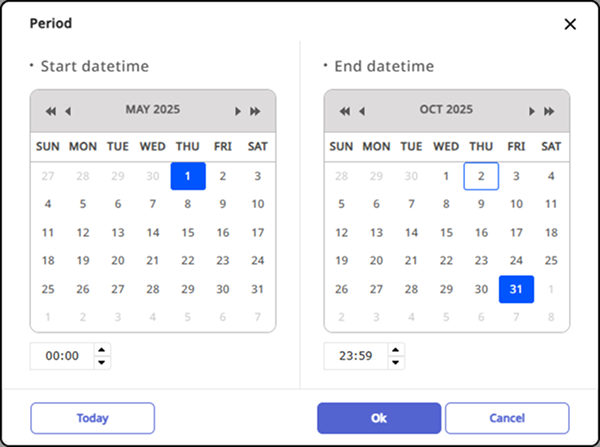 Period
Start datetime
MAY 2025
SUN MON TUE WED THU FRI SAT
27 28 29 30 1 2 3
4 5 6 7 8 9 10
11 12 13 14 15 16 17
18 19 20 21 22 23 24
25 26 27 28 29 30 31
1 2 3 4 5 6 7
00:00
End datetime
OCT 2025
SUN MON TUE WED THU FRI SAT
28 29 30 1 2 3 4
5 6 7 8 9 10 11
12 13 14 15 16 17 18
19 20 21 22 23 24 25
26 27 28 29 30 31 1
2 3 4 5 6 7 8
23:59
Today
Ok
Cancel